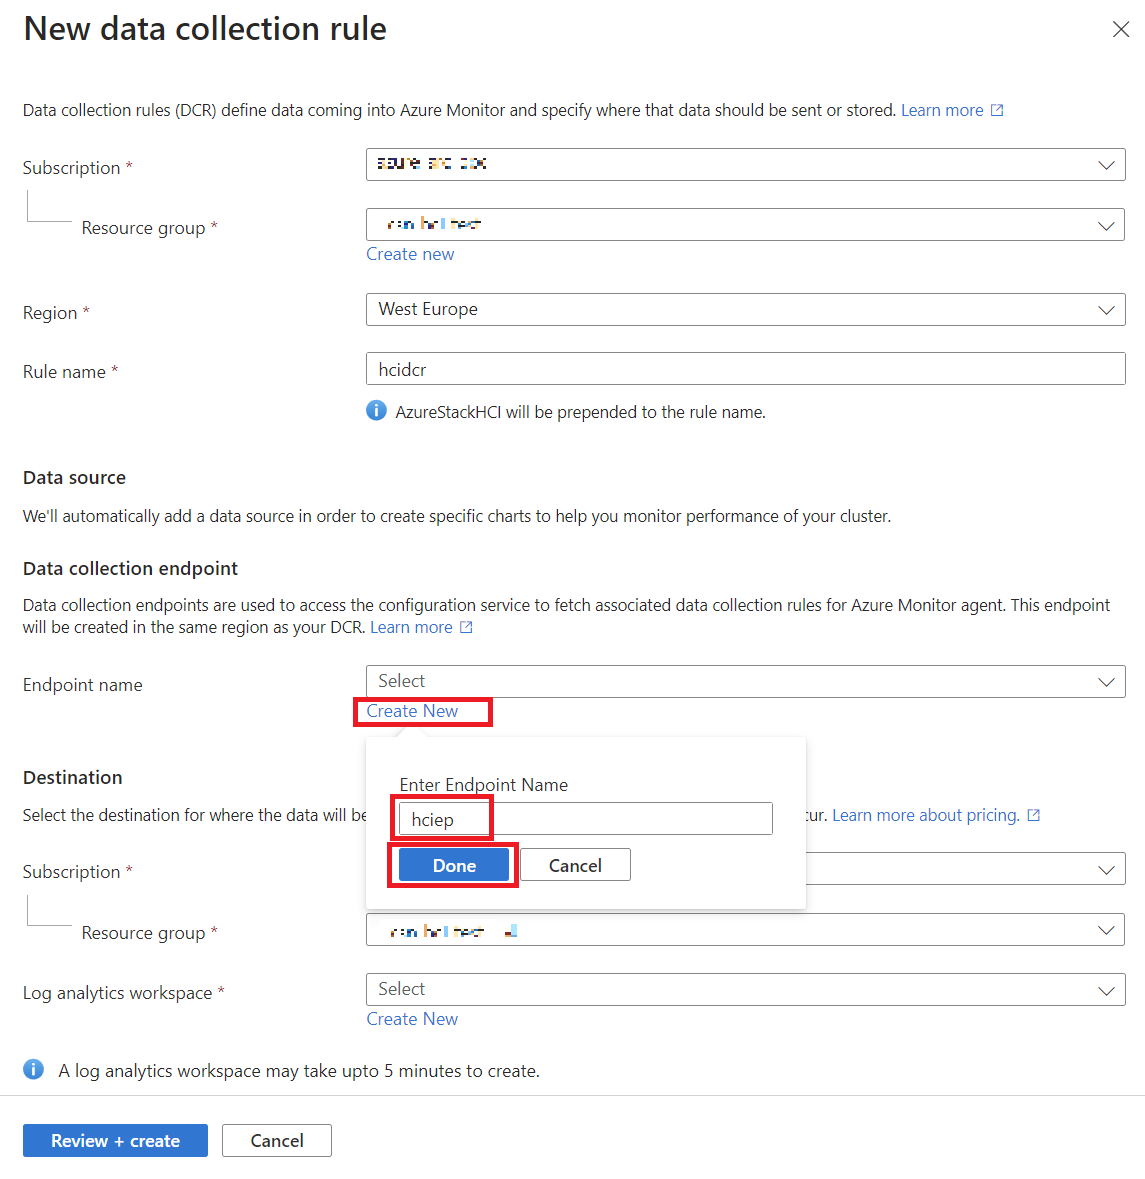 New data collection rule
Data collection rules (DCR) define data coming into Azure Monitor and specify where that data should be sent or stored. Learn more
Subscription *
Resource group *
Create new
Region *
West Europe
Rule name *
hcidcr
AzureStackHCI will be prepended to the rule name.
Data source
We'll automatically add a data source in order to create specific charts to help you monitor performance of your cluster.
Data collection endpoint
Data collection endpoints are used to access the configuration service to fetch associated data collection rules for Azure Monitor agent. This endpoint
will be created in the same region as your DCR. Learn more
Endpoint name
Select
Create New
Enter Endpoint Name
hciep
Done
Cancel
Destination
Select the destination for where the data will be
Learn more about pricing.
Subscription *
Resource group *
Log analytics workspace *
Select
Create New
A log analytics workspace may take upto 5 minutes to create.
Review + create
Cancel